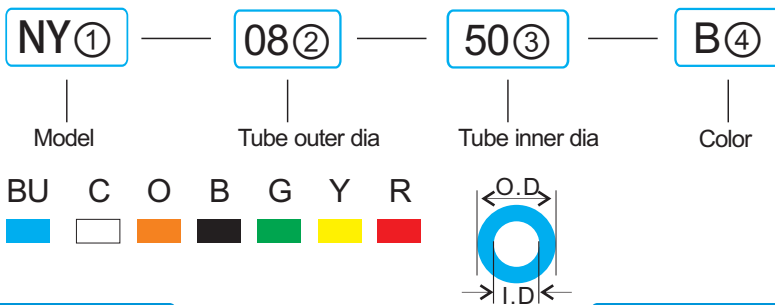 NY① 08② 50③ B④
Model Tube outer dia Tube inner dia Color
BU C O B G Y R
O.D
I.D